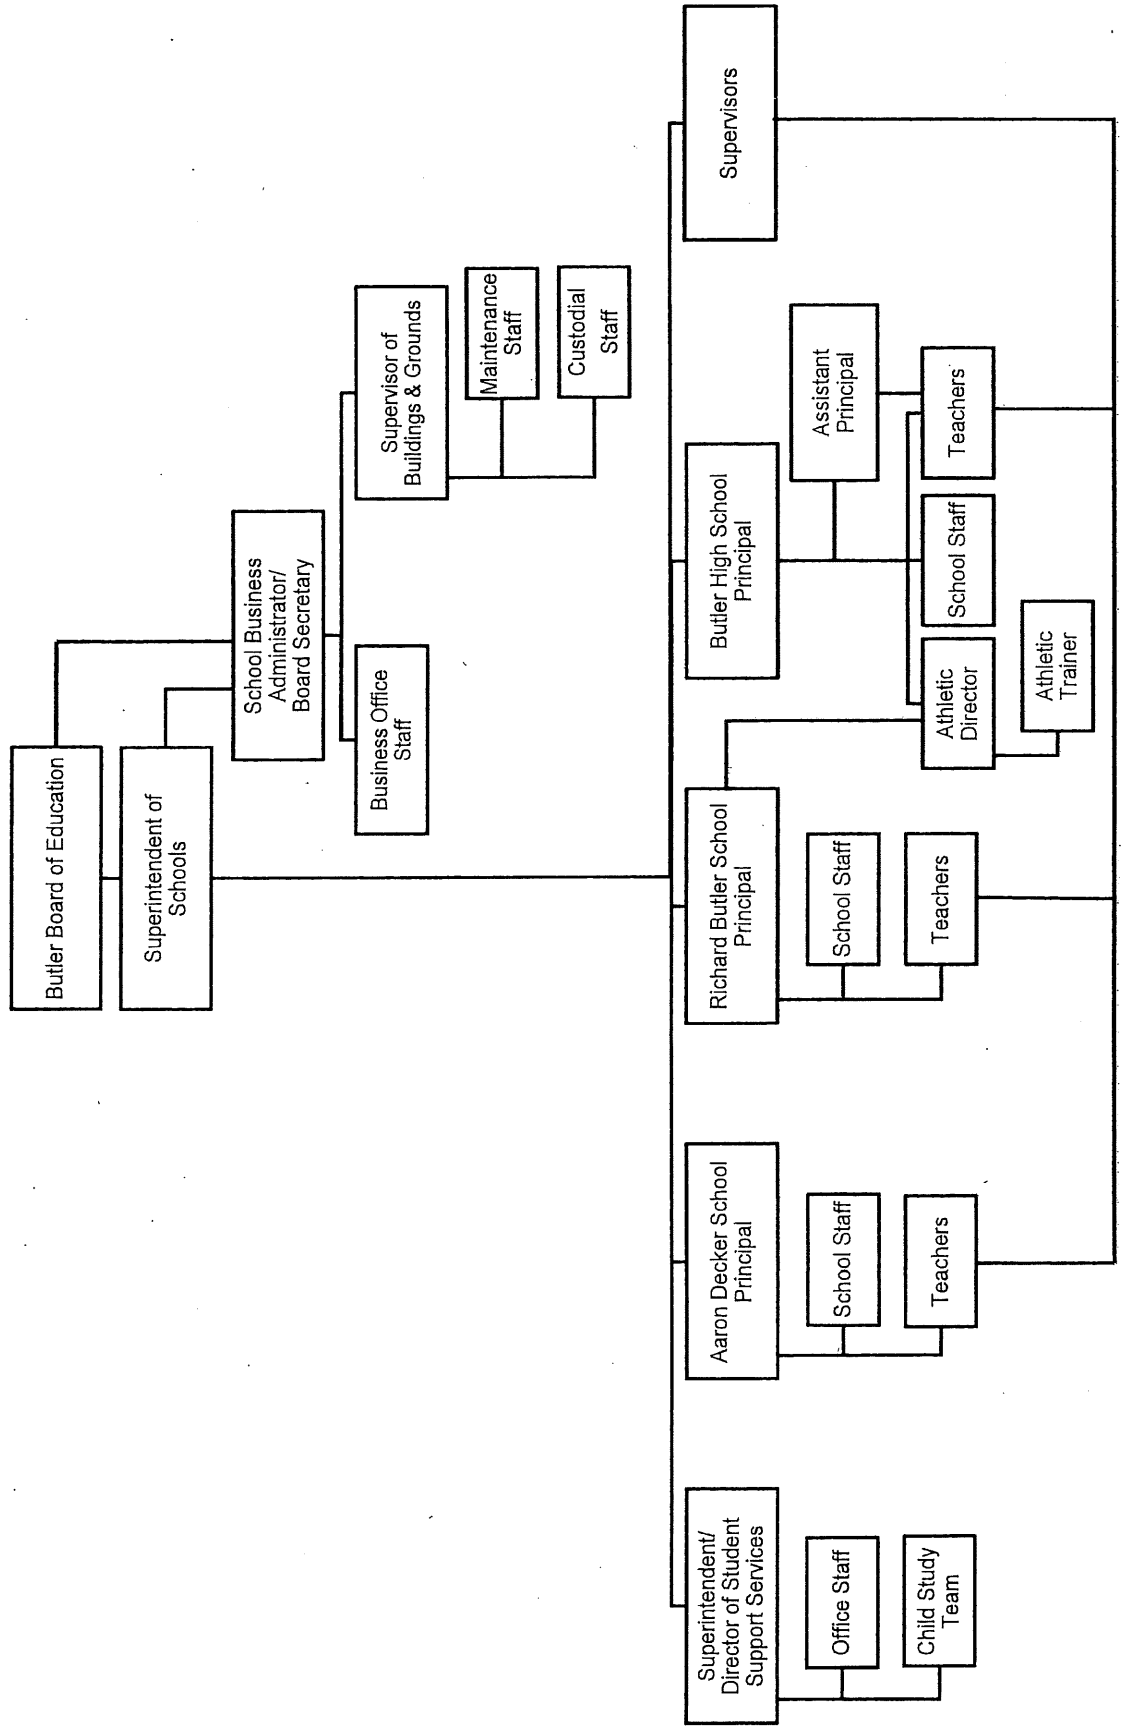 Butler Board of Education
Superintendent of
Schools
School Business
Administrator/
Board Secretary
Business Office
Staff
Supervisor of
Buildings & Grounds
Maintenance
Staff
Custodial
Staff
Superintendent/
Director of Student
Support Services
Office Staff
Child Study
Team
Aaron Decker School
Principal
School Staff
Teachers
Richard Butler School
Principal
School Staff
Teachers
Butler High School
Principal
Assistant
Principal
Athletic
Director
School Staff
Teachers
Athletic
Trainer
Supervisors